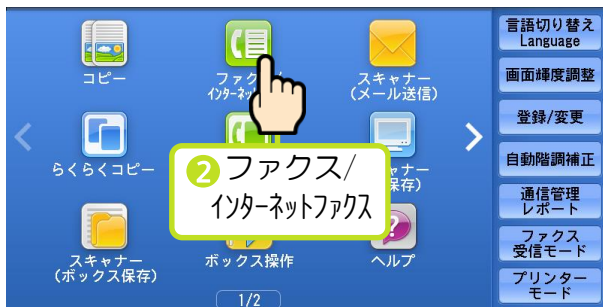 コピー
ファク
インターネッ
スキャナー
(メール送信)
らくらくコピー
ナー
保存)
2 ファクス/
インターネットファクス
スキャナー
(ボックス保存)
ボックス操作
ヘルプ
1/2
言語切り替え
Language
画面輝度調整
登録/変更
自動階調補正
通信管理
レポート
ファクス
受信モード
プリンター
モード